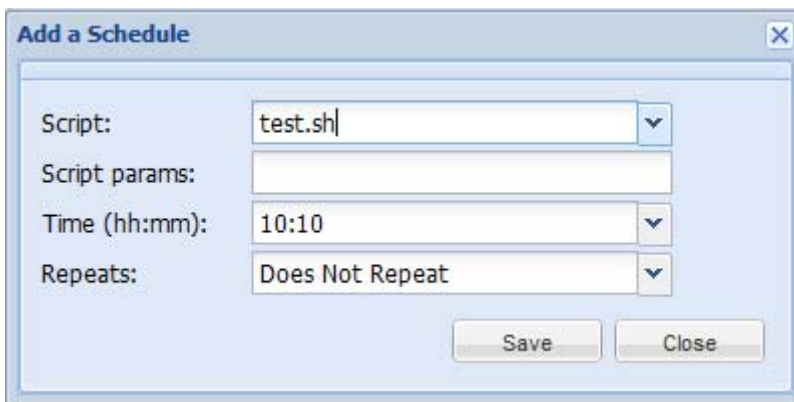 Add a Schedule
Script: test.sh
Script params:
Time (hh:mm): 10:10
Repeats: Does Not Repeat
Save Close